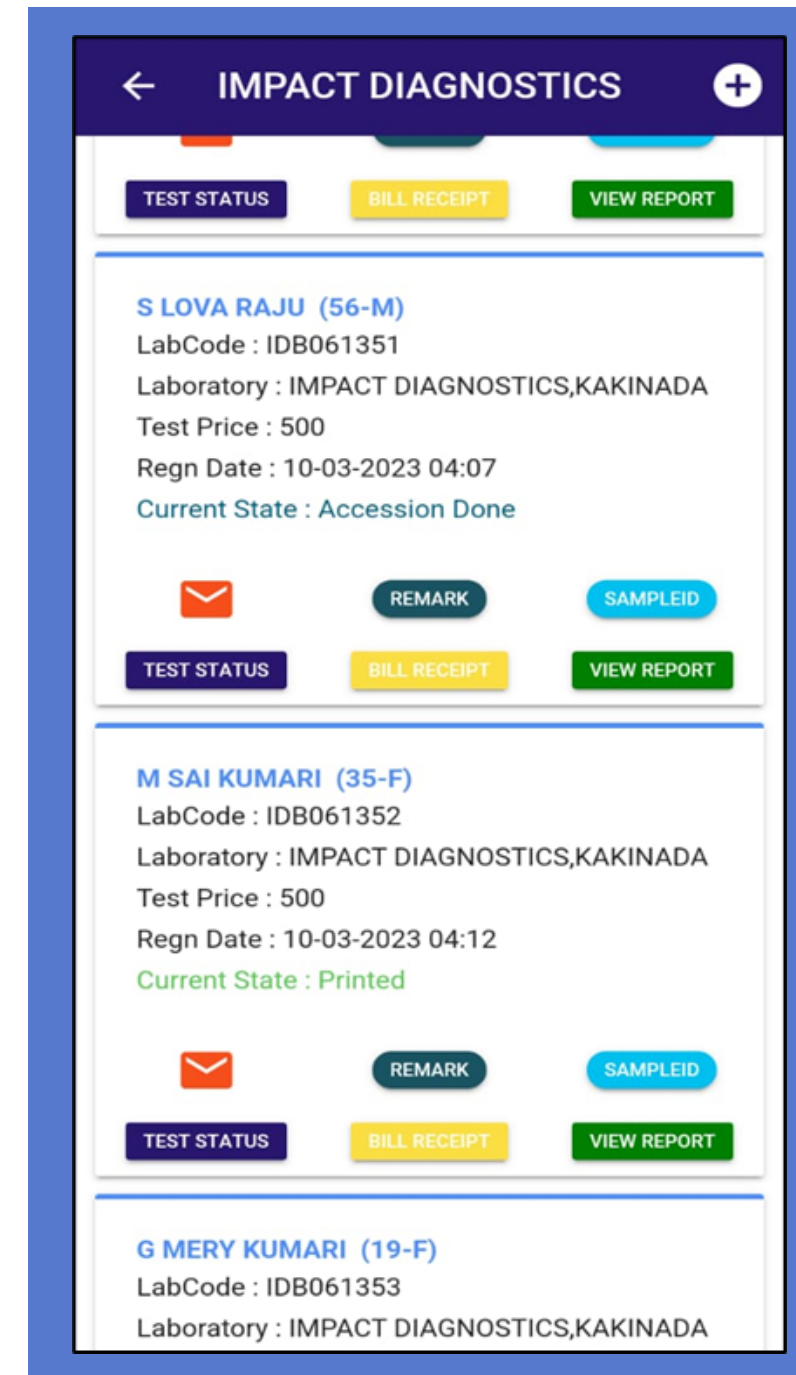 IMPACT DIAGNOSTICS
TEST STATUS BILL RECEIPT VIEW REPORT
S LOVA RAJU (56-M)
LabCode : IDB061351
Laboratory : IMPACT DIAGNOSTICS,KAKINADA
Test Price : 500
Regn Date : 10-03-2023 04:07
Current State : Accession Done
REMARK SAMPLEID
TEST STATUS BILL RECEIPT VIEW REPORT
M SAI KUMARI (35-F)
LabCode : IDB061352
Laboratory : IMPACT DIAGNOSTICS,KAKINADA
Test Price : 500
Regn Date : 10-03-2023 04:12
Current State : Printed
REMARK SAMPLEID
TEST STATUS BILL RECEIPT VIEW REPORT
G MERY KUMARI (19-F)
LabCode : IDB061353
Laboratory : IMPACT DIAGNOSTICS,KAKINADA